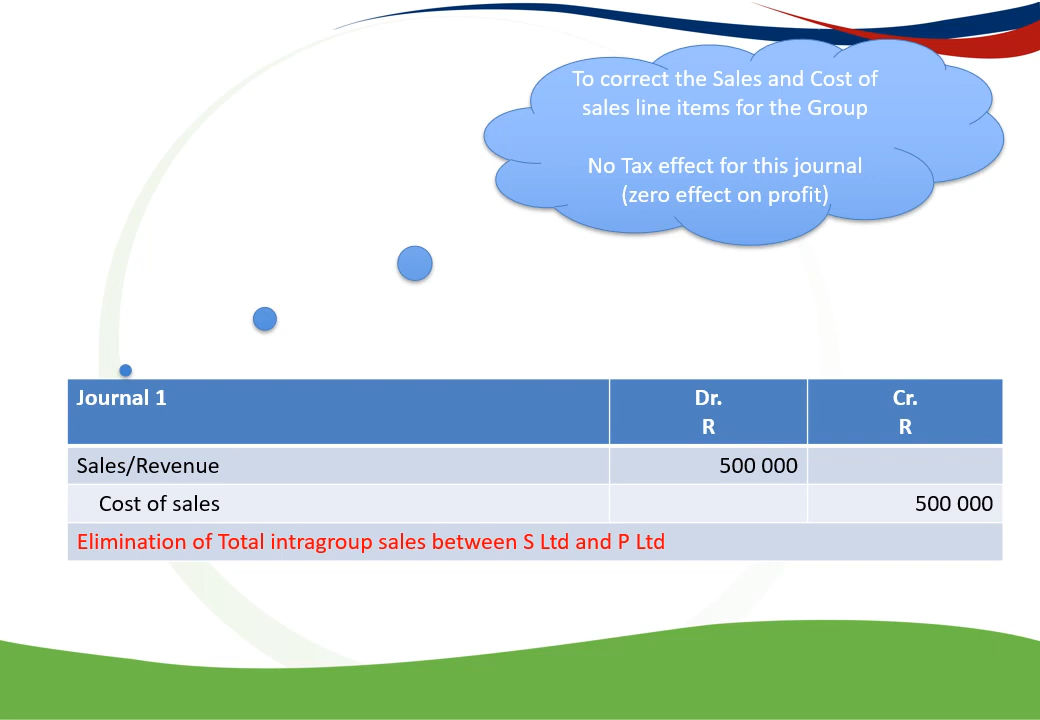 To correct the Sales and Cost of
sales line items for the Group
No Tax effect for this journal
(zero effect on profit)
Journal 1 Dr. Cr.
R R
Sales/Revenue 500 000
Cost of sales 500 000
Elimination of Total intragroup sales between S Ltd and P Ltd